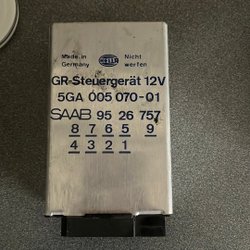 Made in Germany
HELLA
Nicht werfen
GR-Steuergerät 12V
5GA 005 070-01
SAAB 95 26 757
8 7 6 5 9
4 3 2 1